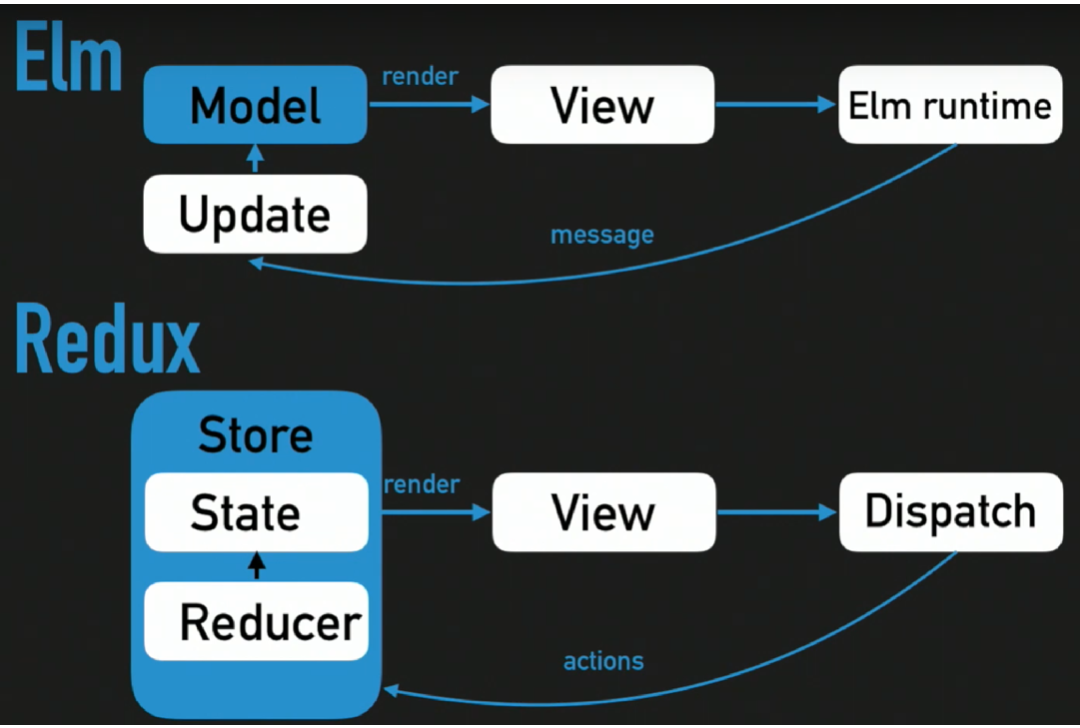 Elm
Model
render
View
Elm runtime
Update
message
Redux
Store
State
render
View
Dispatch
Reducer
actions